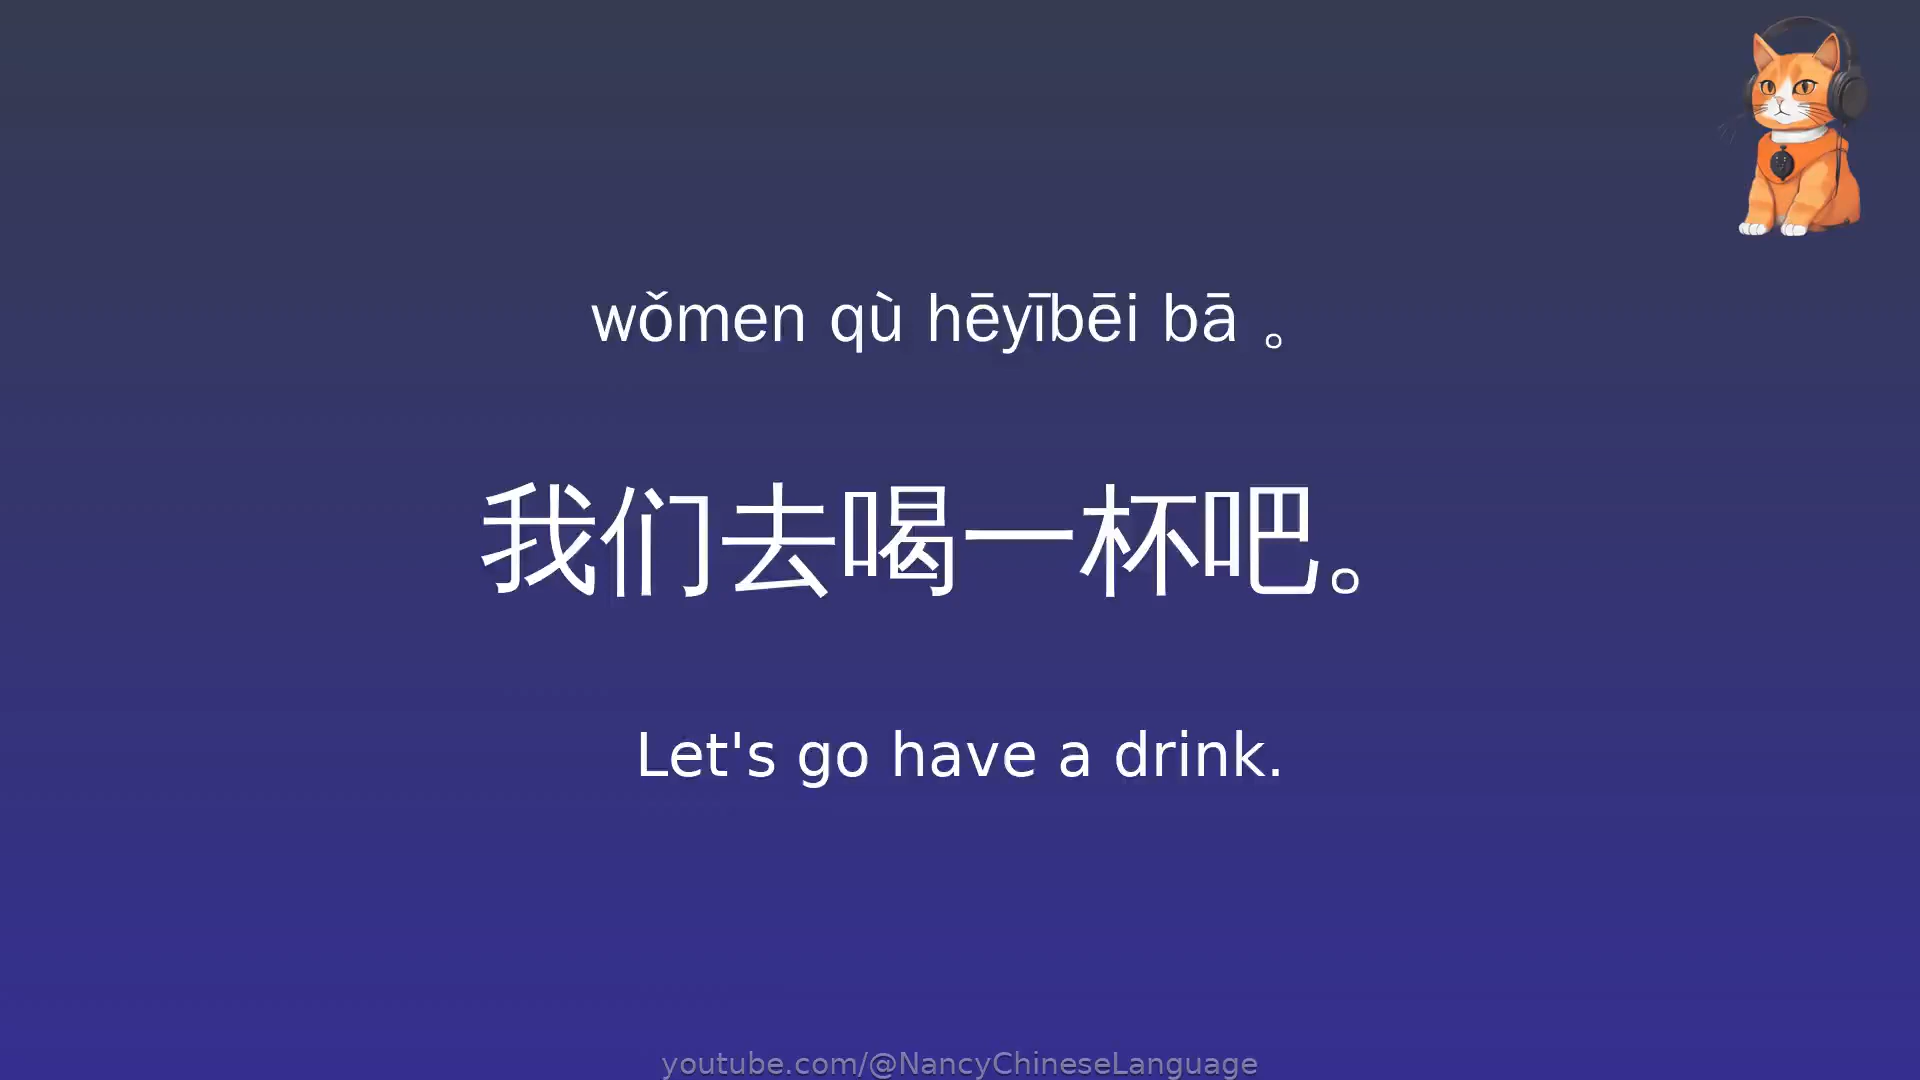 wǒmen qù hēyībēi bā 。
我们去喝一杯吧。
Let's go have a drink.
youtube.com/@NancyChineseLanguage